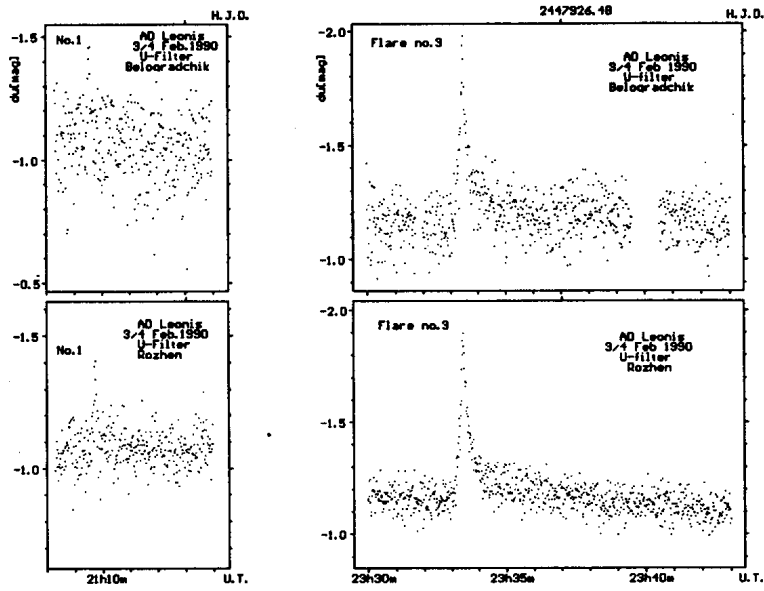 H.J.D.
2447926.48
H.J.D.
du[mag]
-1.5
-1.0
-0.5
No.1
AD Leonis
3/4 Feb.1990
U-Filter
Belogradchik
du[mag]
-2.0
-1.5
-1.0
Flare no.3
AD Leonis
3/4 Feb 1990
U-filter
Belogradchik
-1.5
-1.0
No.1
AD Leonis
3/4 Feb.1990
U-Filter
Rozhen
21h10m
U.T.
-2.0
-1.5
-1.0
Flare no.3
AD Leonis
3/4 Feb 1990
U-filter
Rozhen
23h30m
23h35m
23h40m
U.T.